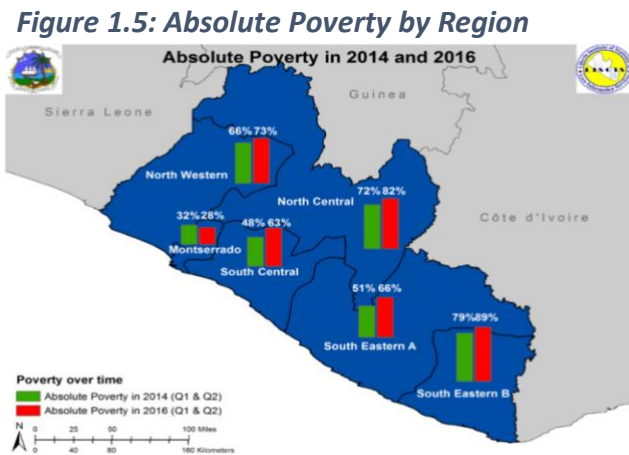 Figure 1.5: Absolute Poverty by Region
Absolute Poverty in 2014 and 2016
LISGIS
Guinea
Sierra Leone
66% 73%
North Western
North Central
72% 82%
Côte d'Ivoire
32% 28%
48% 63%
Montserrado
South Central
51% 66%
South Eastern A
79% 89%
South Eastern B
Poverty over time
Absolute Poverty in 2014 (Q1 & Q2)
Absolute Poverty in 2016 (Q1 & Q2)
N
0 25 50 100 Miles
0 40 80 160 Kilometers